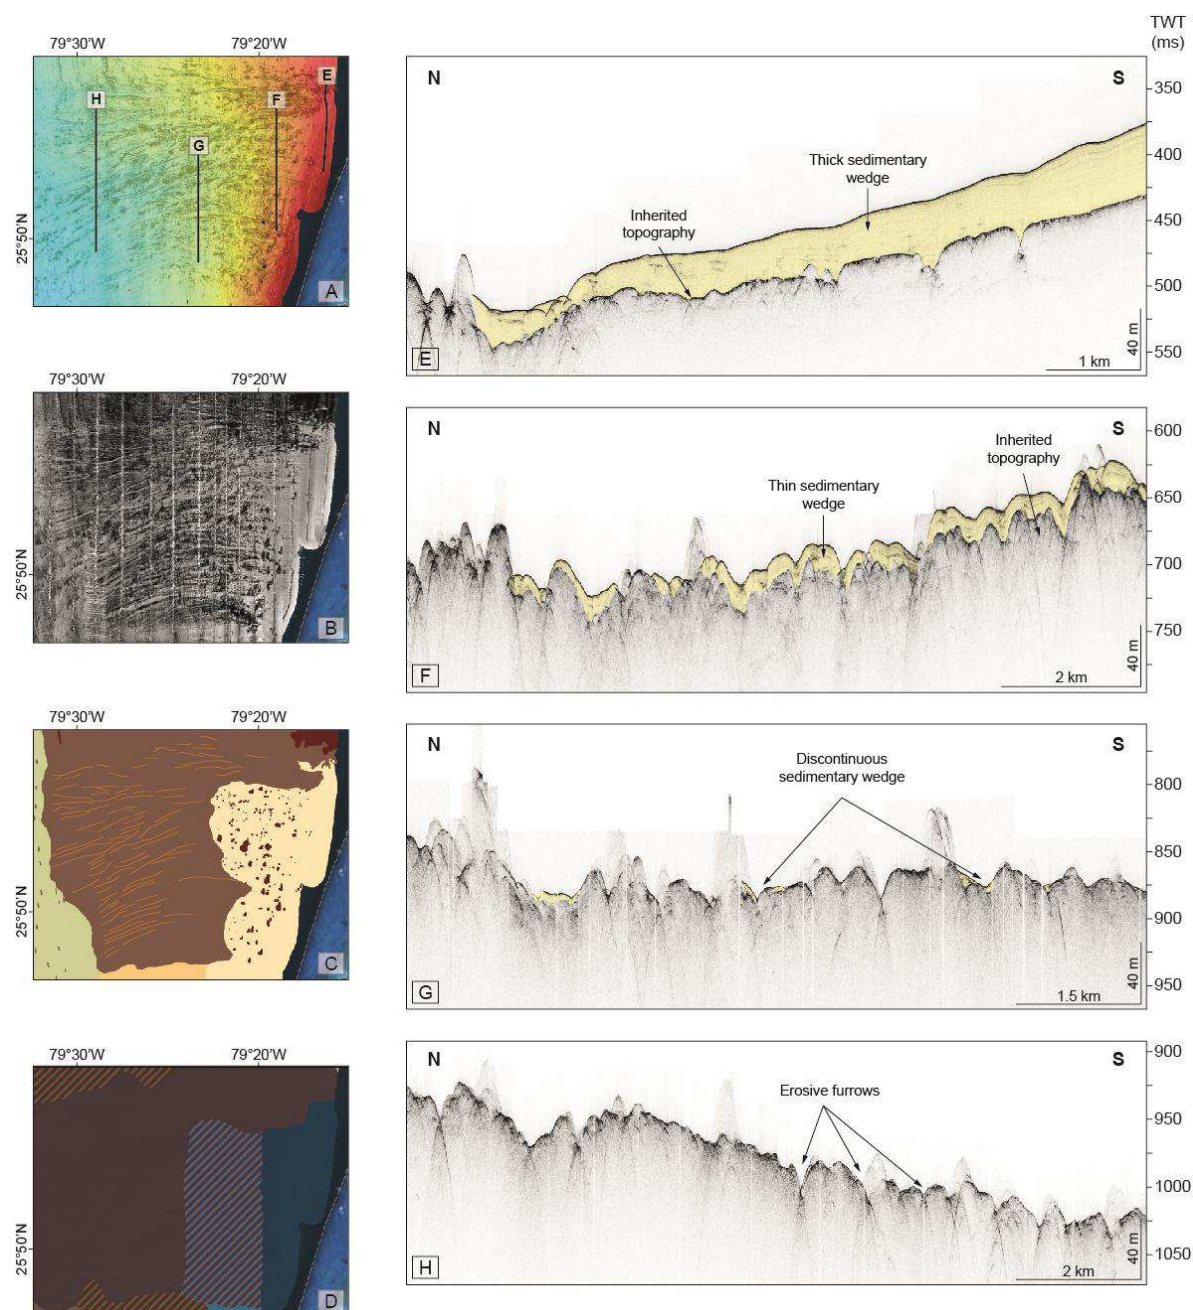 79°30'W 79°20'W
E
H
F
G
25°50'N
A
79°30'W 79°20'W
25°50'N
B
79°30'W 79°20'W
25°50'N
C
79°30'W 79°20'W
25°50'N
D
TWT
(ms)
N S
350
400
450
500
550
Thick sedimentary
wedge
Inherited
topography
40 m
1 km
E
N S
600
650
700
750
Inherited
topography
Thin sedimentary
wedge
40 m
2 km
F
N S
800
850
900
950
Discontinuous
sedimentary wedge
40 m
1.5 km
G
N S
900
950
1000
1050
Erosive furrows
40 m
2 km
H